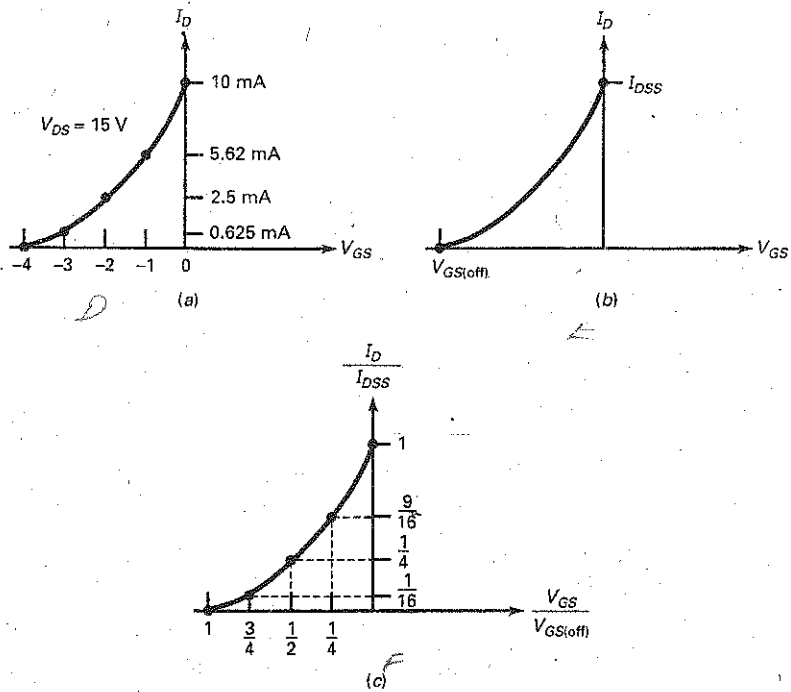 I_D
10 mA
V_DS = 15 V
5.62 mA
2.5 mA
0.625 mA
V_GS
-4 -3 -2 -1 0
(a)
D
I_D
I_DSS
V_GS
V_GS(off)
(b)
E
I_D
I_DSS
1
9/16
1/4
1/16
V_GS
V_GS(off)
1 3/4 1/2 1/4
(c)
F